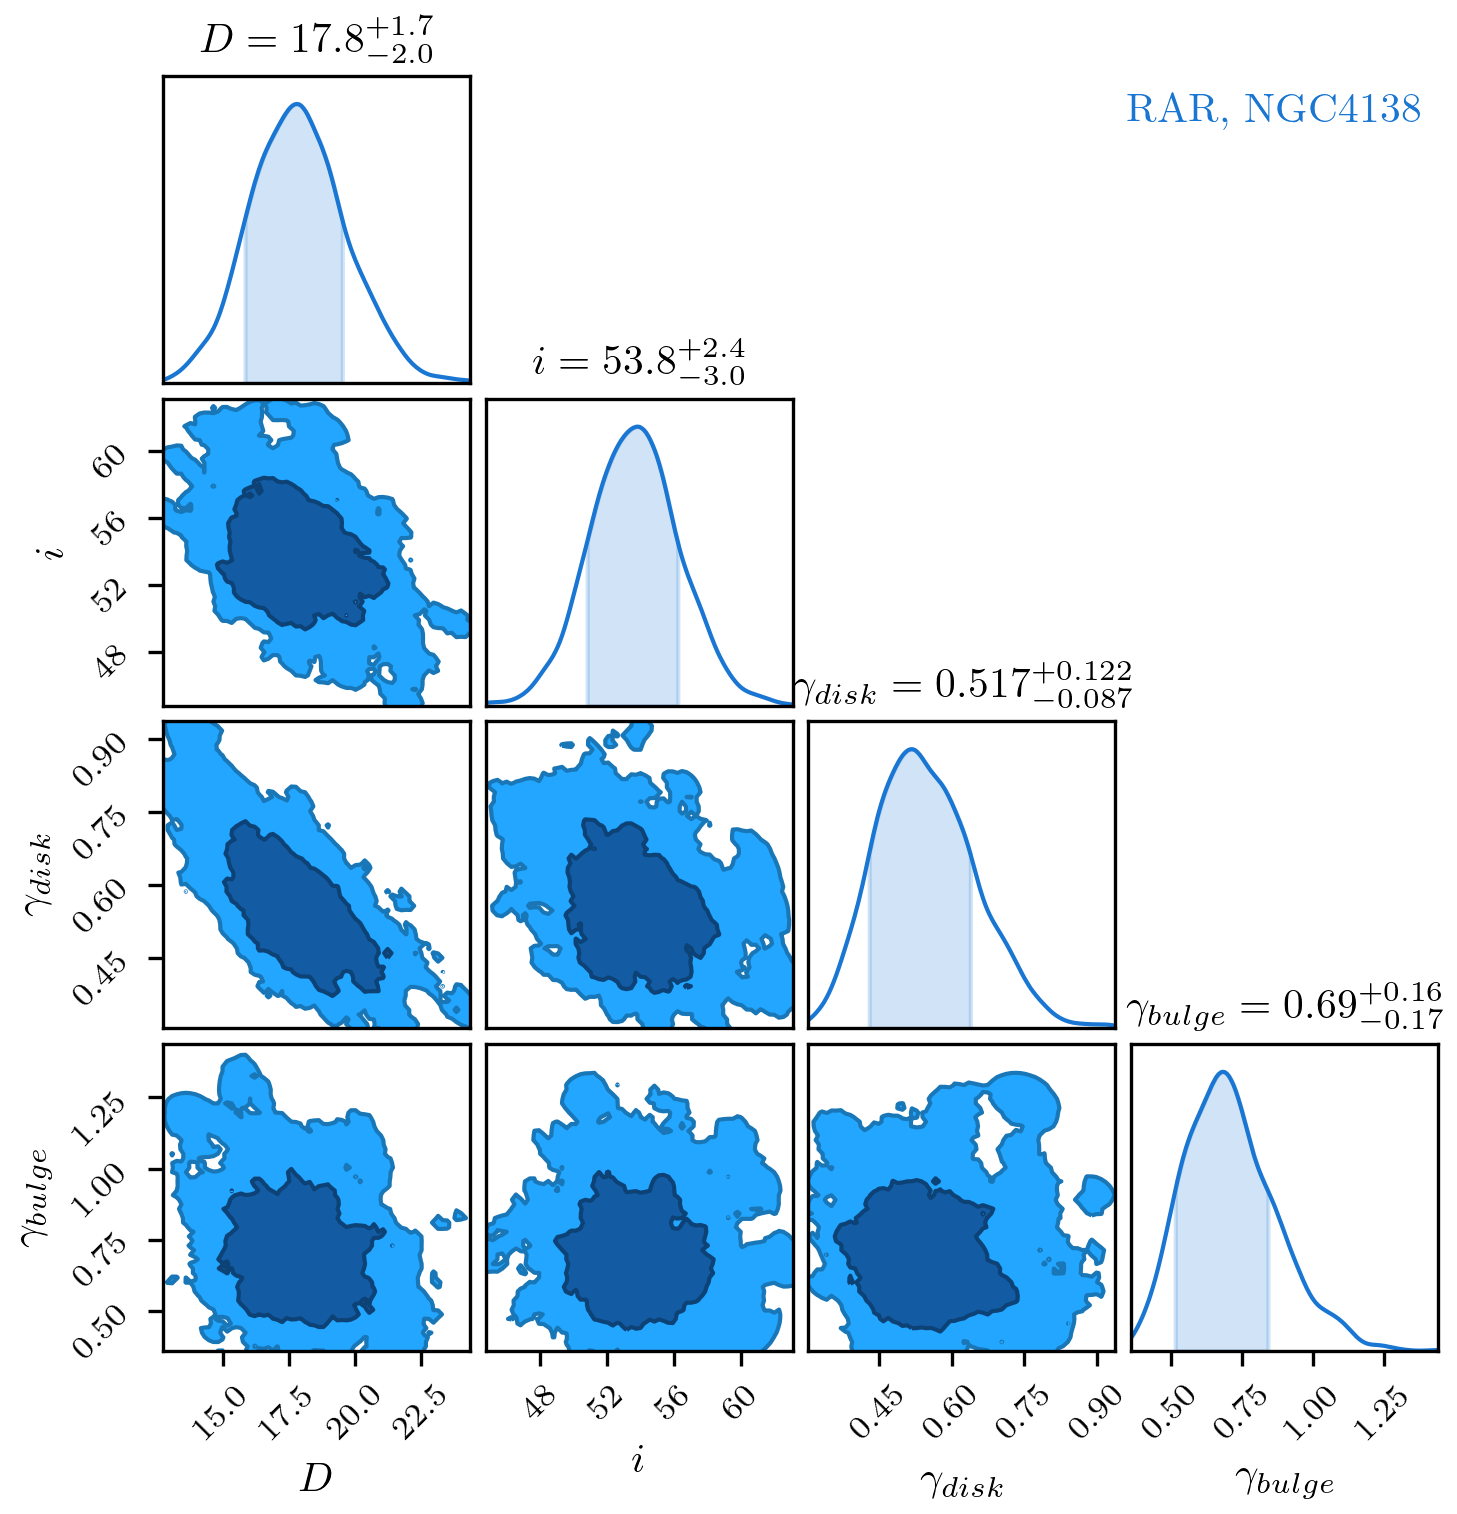 D = 17.8^{+1.7}_{-2.0}
RAR, NGC4138
i = 53.8^{+2.4}_{-3.0}
60
56
52
48
i
γ_{disk} = 0.517^{+0.122}_{-0.087}
0.90
0.75
0.60
0.45
γ_{disk}
γ_{bulge} = 0.69^{+0.16}_{-0.17}
1.25
1.00
0.75
0.50
γ_{bulge}
15.0 17.5 20.0 22.5
48 52 56 60
0.45 0.60 0.75 0.90
0.50 0.75 1.00 1.25
D
i
γ_{disk}
γ_{bulge}